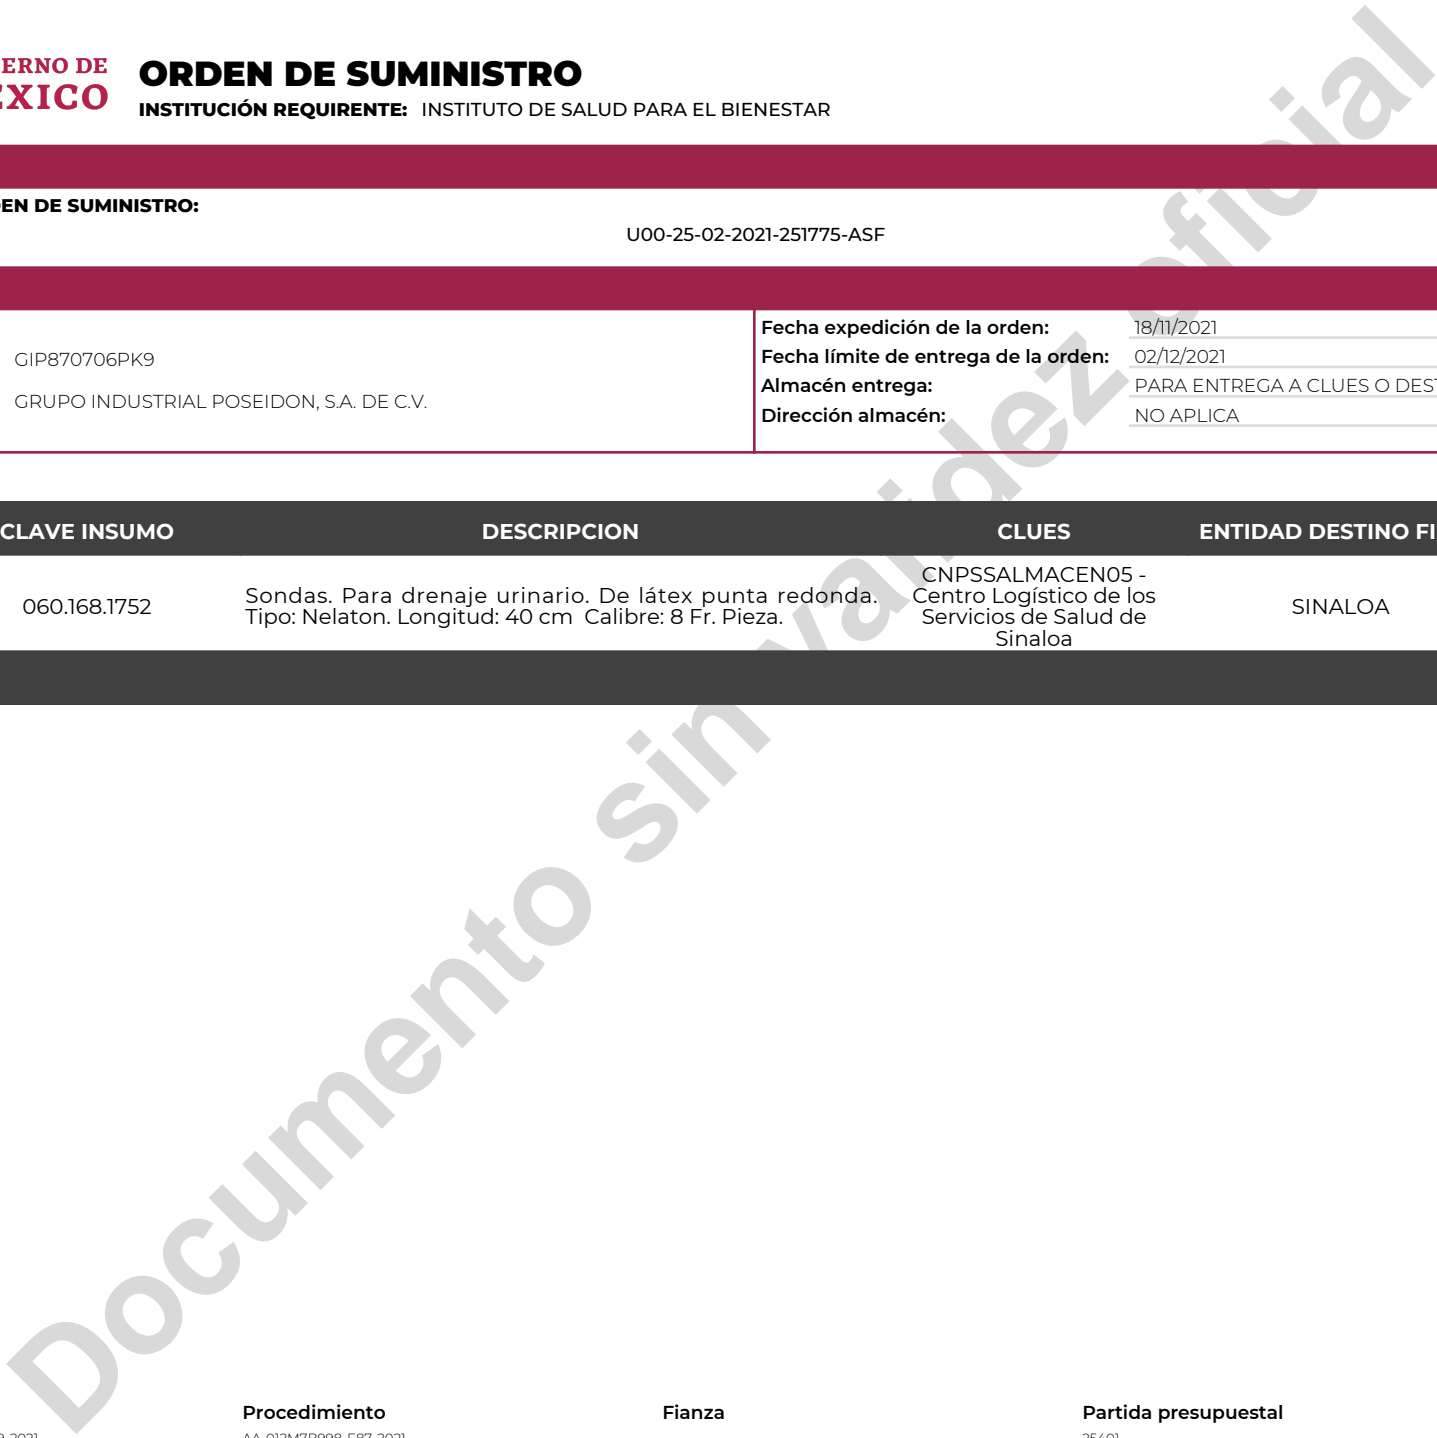 ERNO DE
ORDEN DE SUMINISTRO
XICO
INSTITUCIÓN REQUIRENTE: INSTITUTO DE SALUD PARA EL BIENESTAR
EN DE SUMINISTRO:
U00-25-02-2021-251775-ASF
GIP870706PK9
GRUPO INDUSTRIAL POSEIDON, S.A. DE C.V.
Fecha expedición de la orden: 18/11/2021
Fecha límite de entrega de la orden: 02/12/2021
Almacén entrega: PARA ENTREGA A CLUES O DEST
Dirección almacén: NO APLICA
CLAVE INSUMO DESCRIPCION CLUES ENTIDAD DESTINO FI
060.168.1752
Sondas. Para drenaje urinario. De látex punta redonda.
Tipo: Nelaton. Longitud: 40 cm Calibre: 8 Fr. Pieza.
CNPSSALMACEN05 -
Centro Logístico de los
Servicios de Salud de
Sinaloa
SINALOA
Documento sin validez oficial
Procedimiento Fianza Partida presupuestal